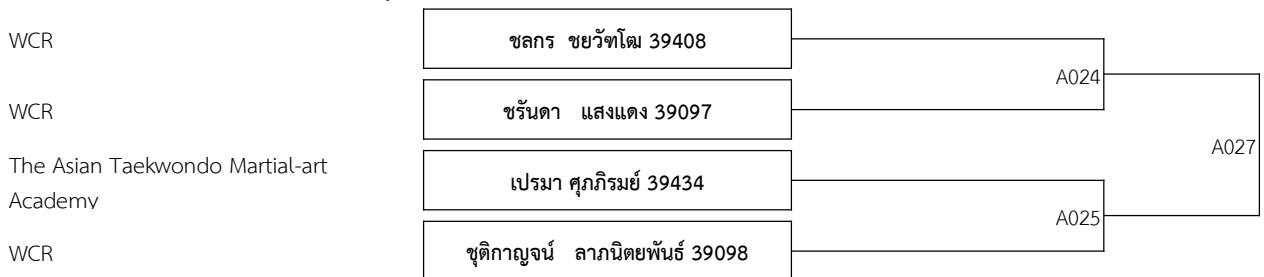 WCR
ชลกร ชยวัฑโฒ 39408
A024
WCR
ชรันดา แสงแดง 39097
A027
The Asian Taekwondo Martial-art
Academy
เปรมา ศุภภิรมย์ 39434
A025
WCR
ชุติกาญจน์ ลาภนิตยพันธ์ 39098